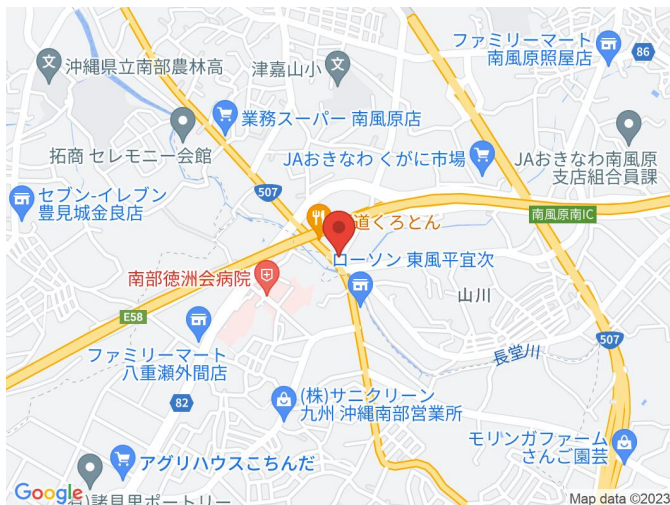 ファミリーマート
南風原照屋店
86
沖縄県立南部農林高
津嘉山小
業務スーパー 南風原店
拓商 セレモニー会館
JAおきなわ くがに市場
JAおきなわ南風原
支店組合員課
セブン-イレブン
豊見城金良店
507
南風原南IC
道くろとん
ローソン 東風平宜次
南部徳洲会病院
山川
E58
507
長堂川
ファミリーマート
八重瀬外間店
82
(株)サニクリーン
九州 沖縄南部営業所
モリンガファーム
さんご園芸
アグリハウスこちんだ
諸見里ポートリー
Google
Map data ©2023